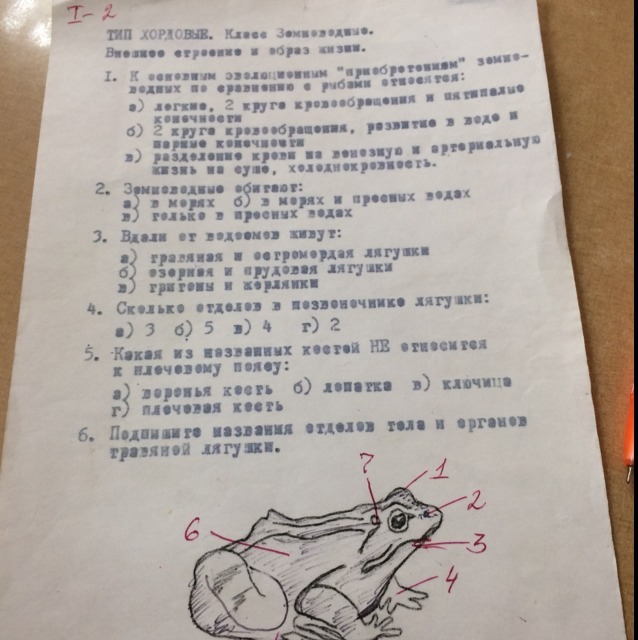 I-2
ТИП ХОРДОВЫЕ. Класс Земноводные.
Внешнее строение и образ жизни.
I. К основным эволюционным "приобретениям" земно-
водных по сравнению с рыбами относятся:
а) легкие, 2 круга кровообращения и пятипалые
конечности
б) 2 круга кровообращения, развитие в воде и
парные конечности
в) разделение крови на венозную и артериальную
жизнь на суше, холоднокровность.
2. Земноводные обитают:
а) в морях б) в морях и пресных водах
в) только в пресных водах
3. Вдали от водоемов живут:
а) травяная и остромордая лягушки
б) озерная и прудовая лягушки
в) тритоны и жерлянки
4. Сколько отделов в позвоночнике лягушки:
а) 3 б) 5 в) 4 г) 2
5. Какая из названных костей НЕ относится
к плечевому поясу:
а) воронья кость б) лопатка в) ключица
г) плечевая кость
6. Подпишите названия отделов тела и органов
травяной лягушки.
7 1
2
6 3
4